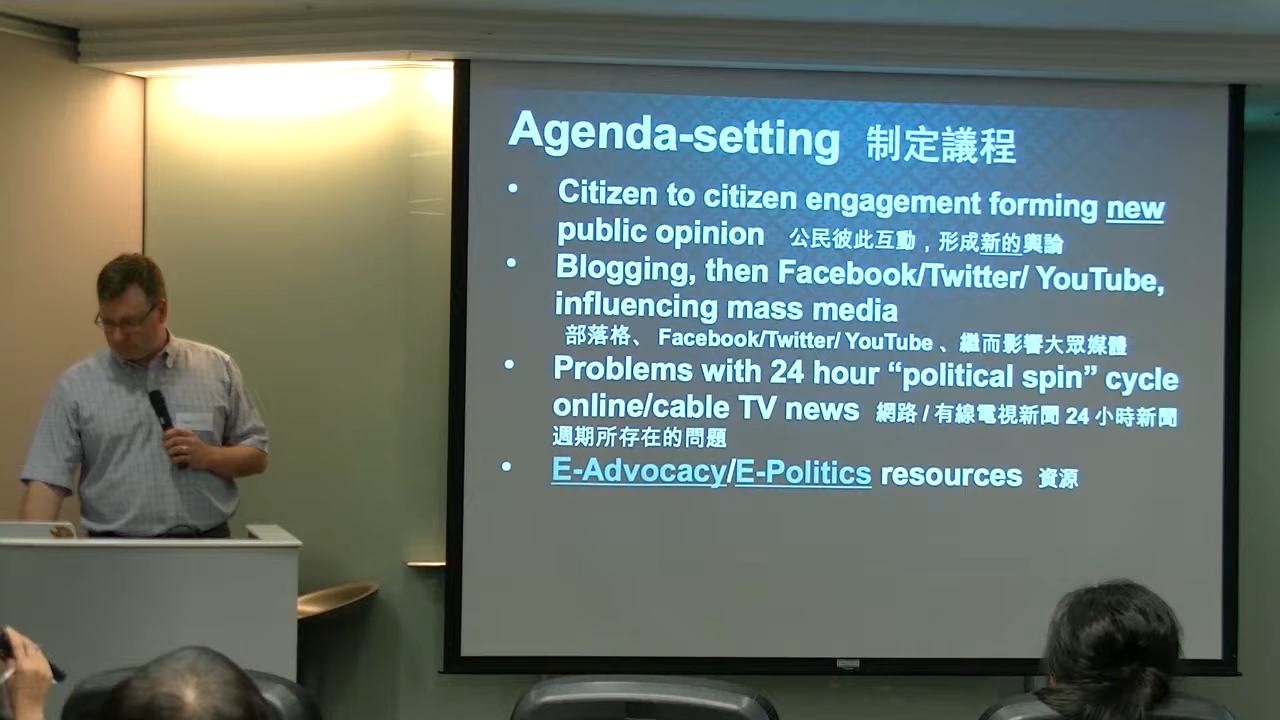 Agenda-setting 制定議程
• Citizen to citizen engagement forming new
public opinion 公民彼此互動，形成新的輿論
• Blogging, then Facebook/Twitter/ YouTube,
influencing mass media
部落格、 Facebook/Twitter/ YouTube 、繼而影響大眾媒體
• Problems with 24 hour “political spin” cycle
online/cable TV news 網路 / 有線電視新聞 24 小時新聞
週期所存在的問題
• E-Advocacy/E-Politics resources 資源